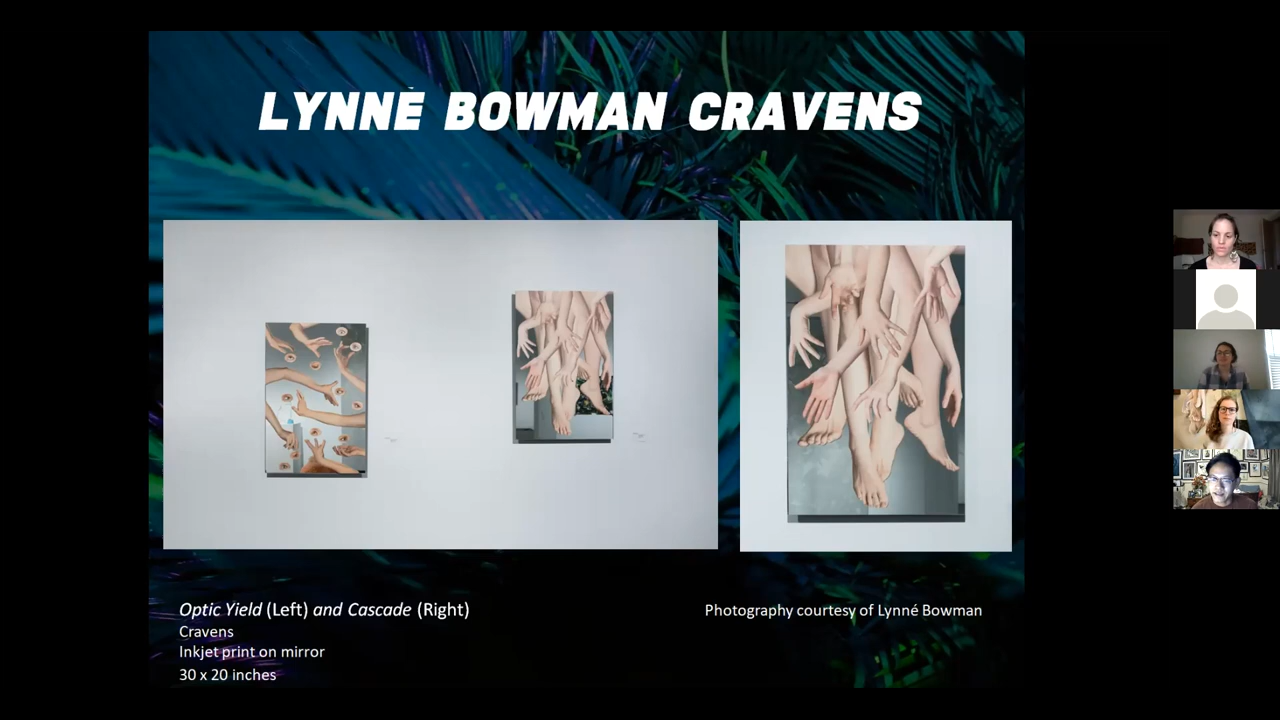 LYNNÉ BOWMAN CRAVENS
Optic Yield (Left) and Cascade (Right)
Cravens
Inkjet print on mirror
30 x 20 inches
Photography courtesy of Lynné Bowman